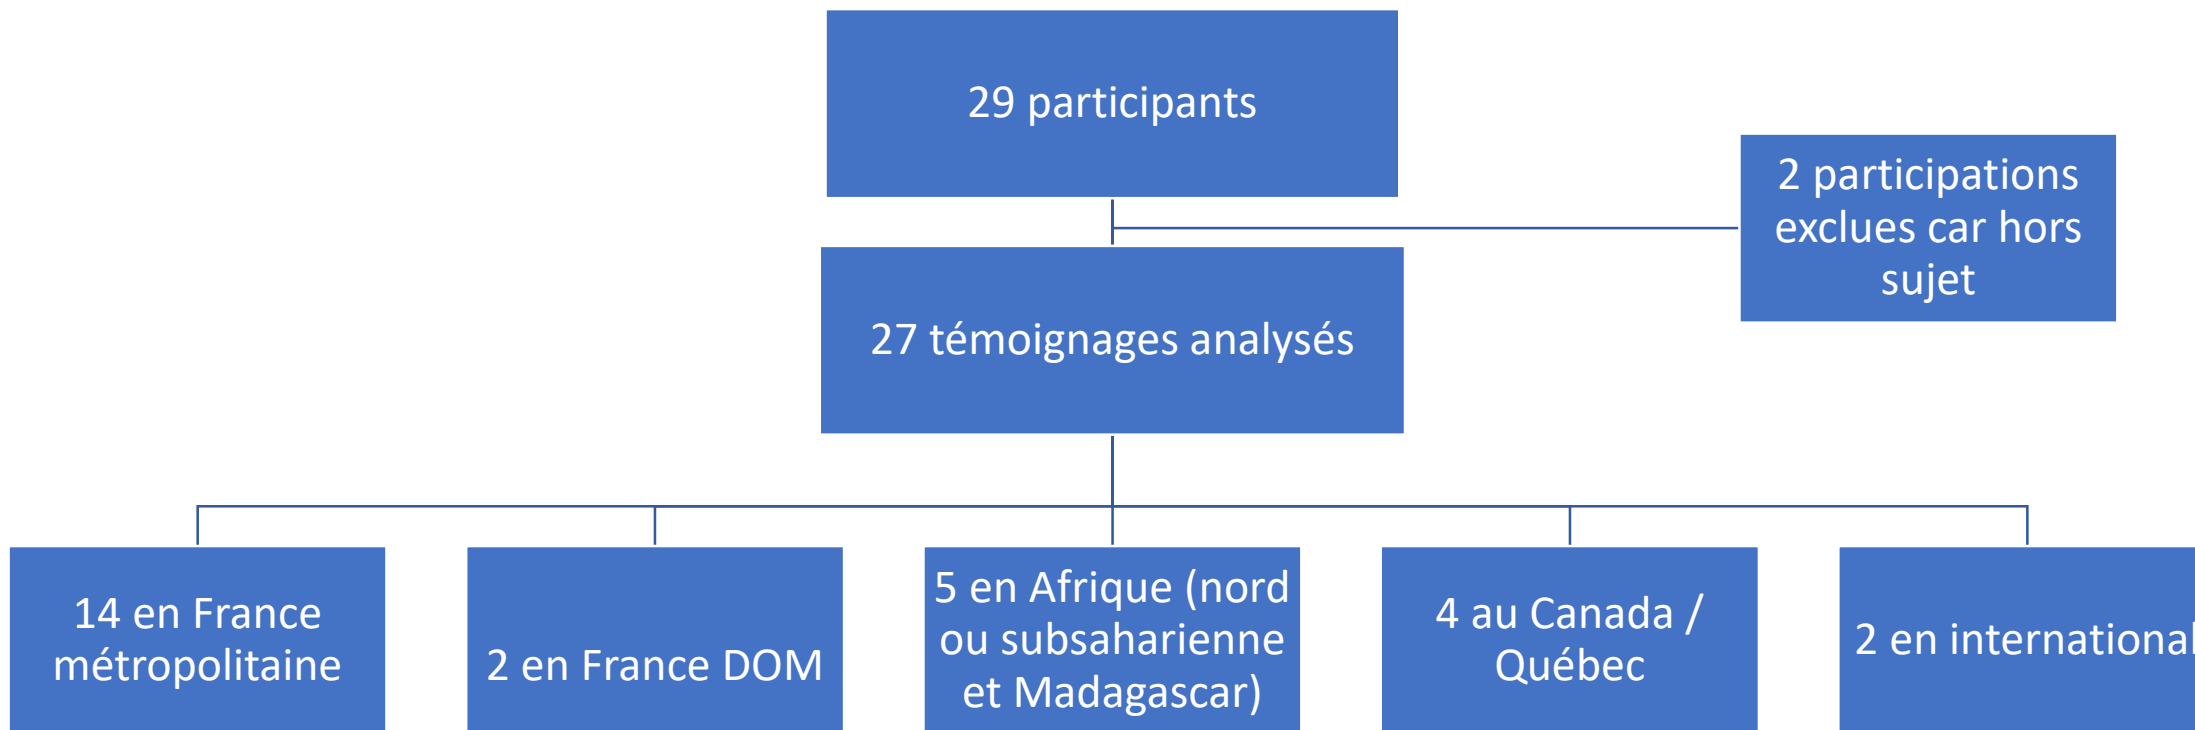 29 participants
2 participations
exclues car hors
sujet
27 témoignages analysés
14 en France
métropolitaine
2 en France DOM
5 en Afrique (nord
ou subsaharienne
et Madagascar)
4 au Canada /
Québec
2 en international